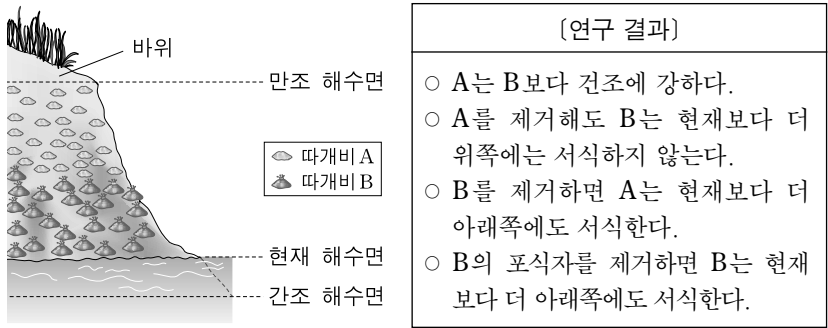 바위
만조 해수면
따개비 A
따개비 B
현재 해수면
간조 해수면
〔연구 결과〕
○ A는 B보다 건조에 강하다.
○ A를 제거해도 B는 현재보다 더
위쪽에는 서식하지 않는다.
○ B를 제거하면 A는 현재보다 더
아래쪽에도 서식한다.
○ B의 포식자를 제거하면 B는 현재
보다 더 아래쪽에도 서식한다.